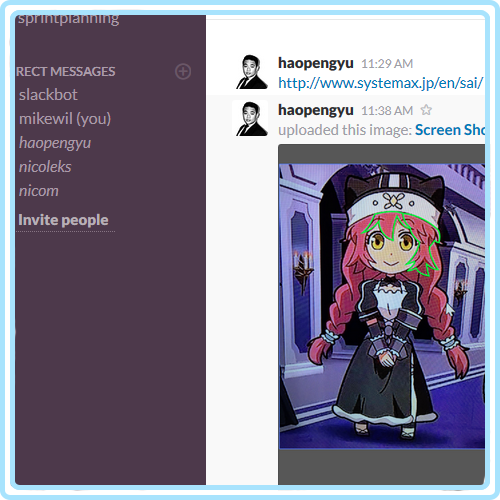 sprintplanning
RECT MESSAGES
slackbot
mikewil (you)
haopengyu
nicoleks
nicom
Invite people
haopengyu 11:29 AM
http://www.systemax.jp/en/sai/
haopengyu 11:38 AM
uploaded this image: Screen Sho